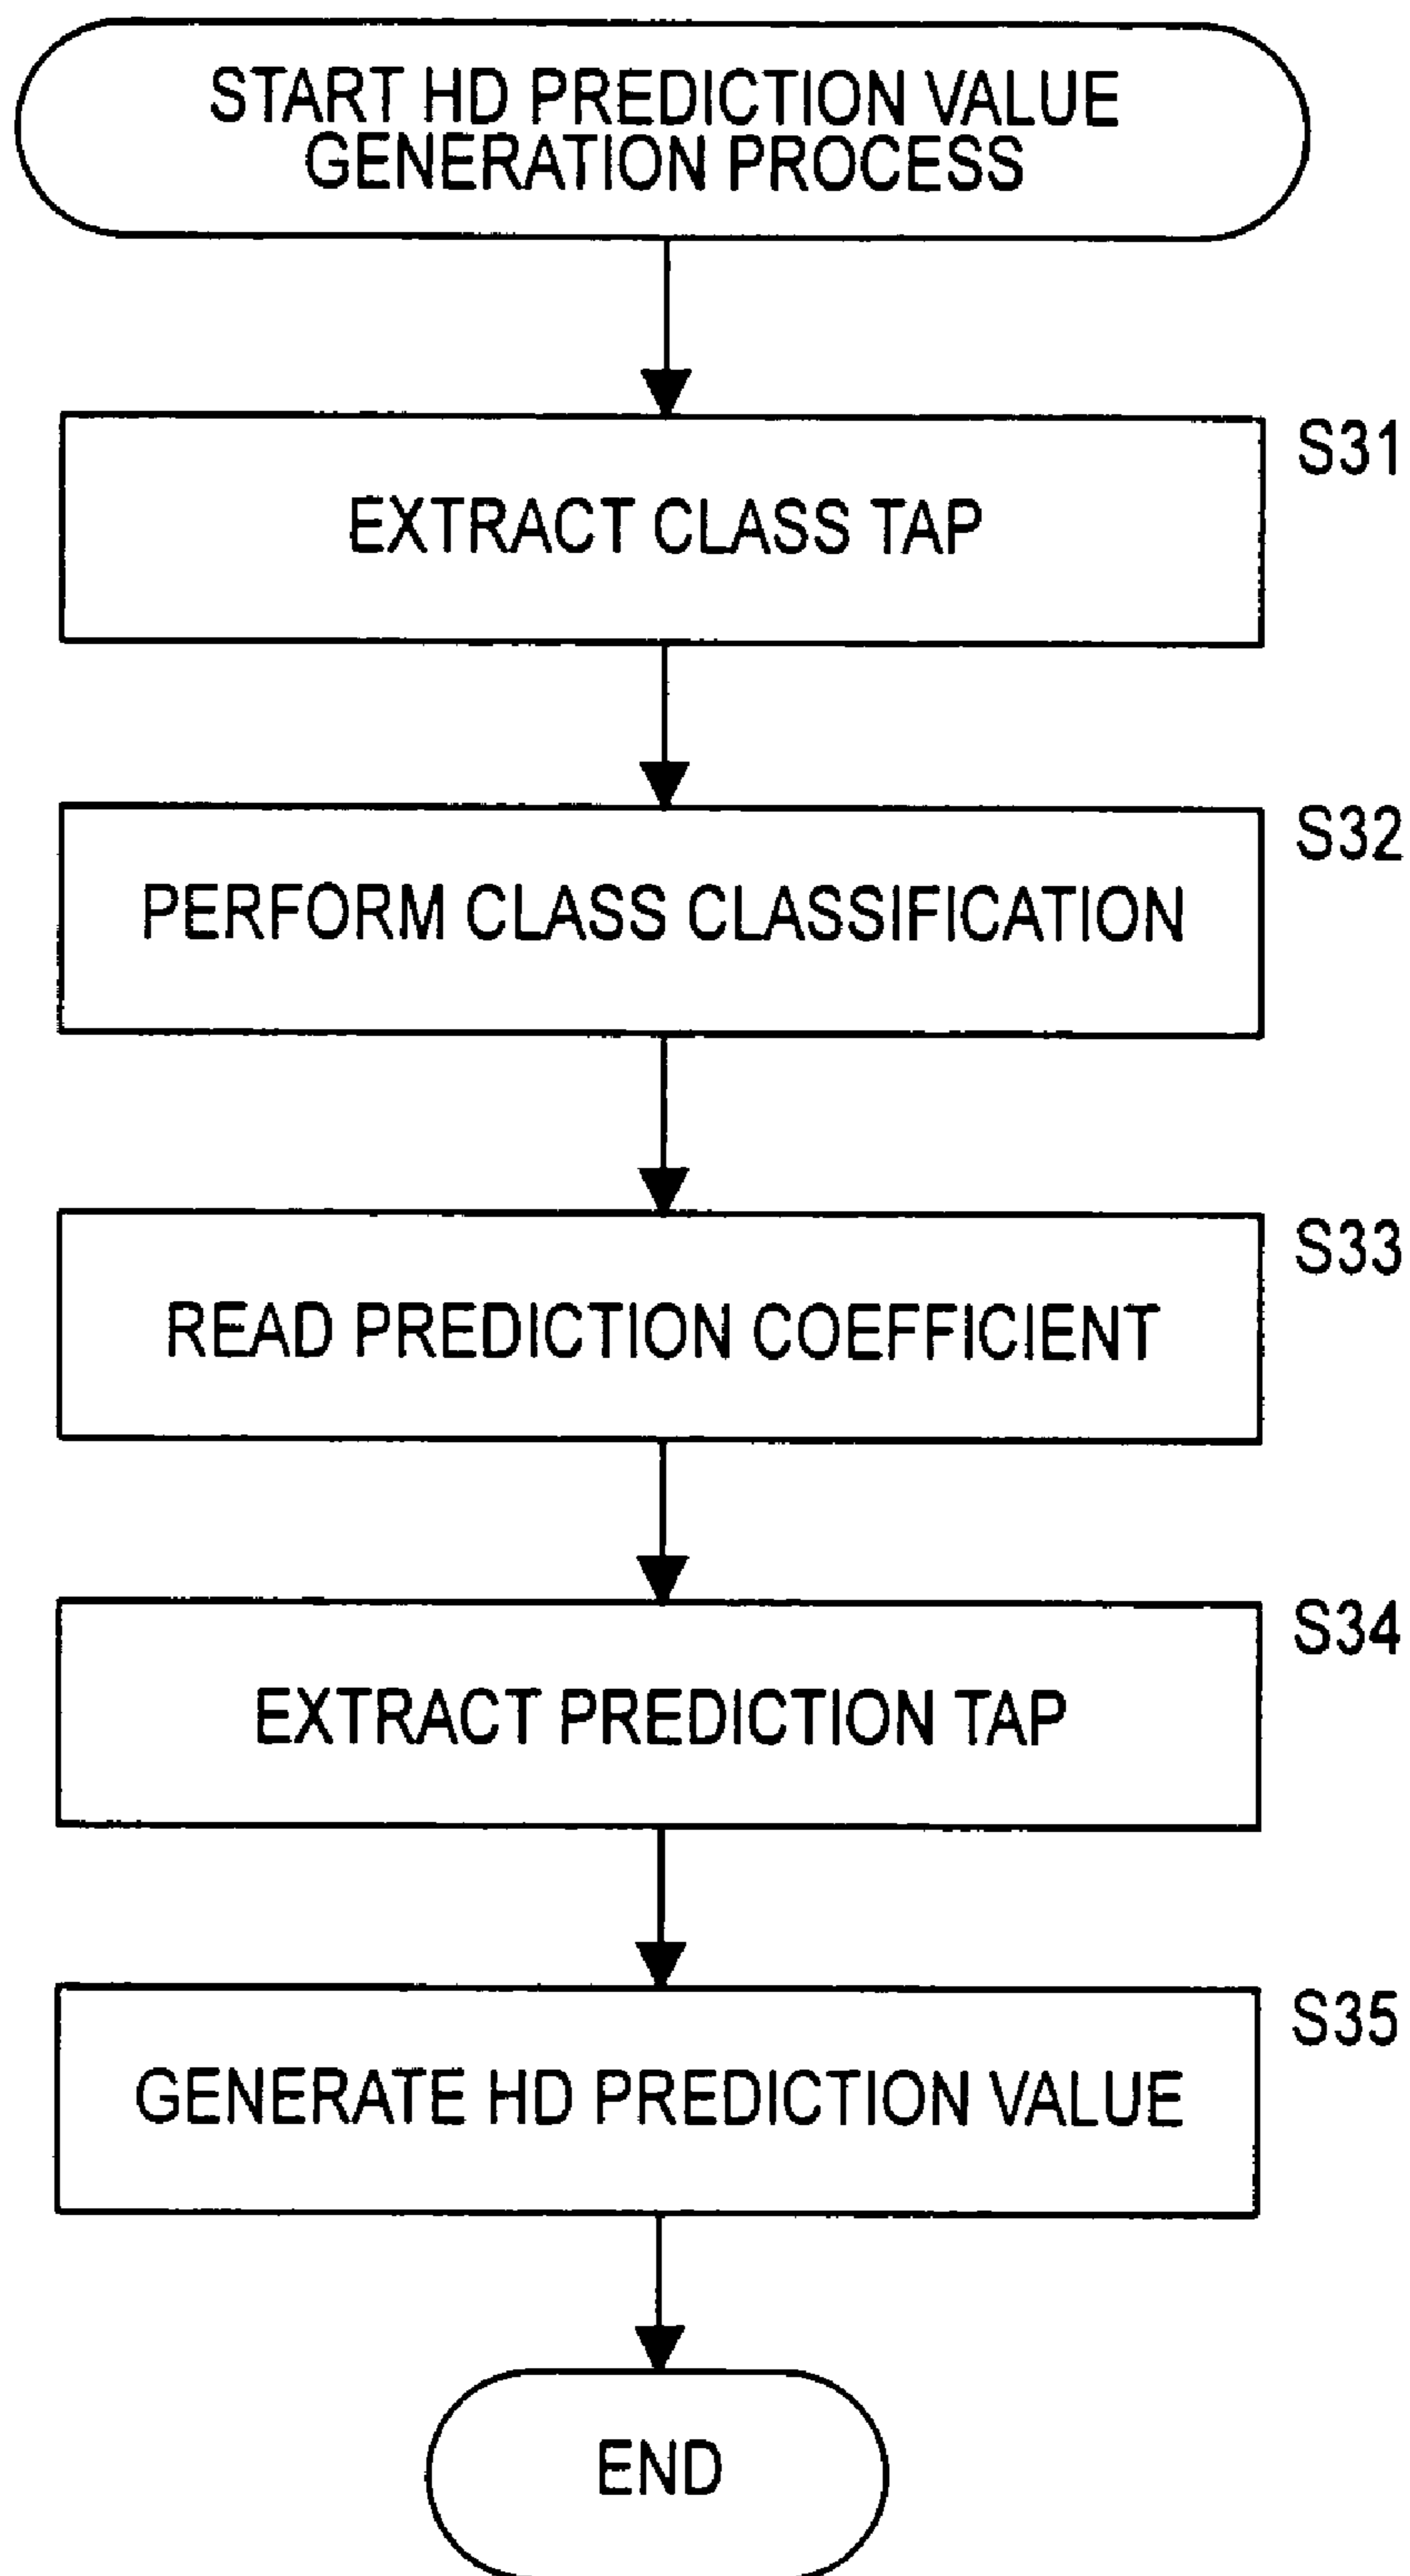 START HD PREDICTION VALUE
GENERATION PROCESS
S31
EXTRACT CLASS TAP
S32
PERFORM CLASS CLASSIFICATION
S33
READ PREDICTION COEFFICIENT
S34
EXTRACT PREDICTION TAP
S35
GENERATE HD PREDICTION VALUE
END